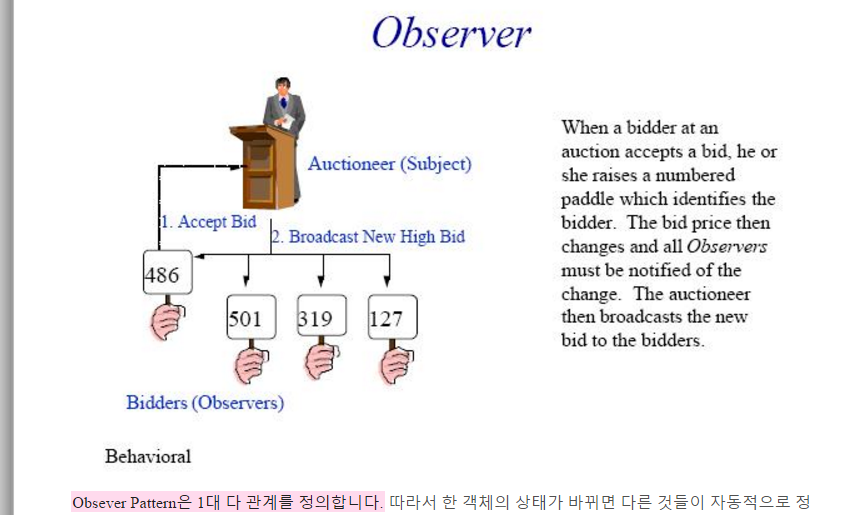 Observer
Auctioneer (Subject)
1. Accept Bid
2. Broadcast New High Bid
486
501
319
127
Bidders (Observers)
When a bidder at an
auction accepts a bid, he or
she raises a numbered
paddle which identifies the
bidder. The bid price then
changes and all Observers
must be notified of the
change. The auctioneer
then broadcasts the new
bid to the bidders.
Behavioral
Obsever Pattern은 1대 다 관계를 정의합니다. 따라서 한 객체의 상태가 바뀌면 다른 것들이 자동적으로 정